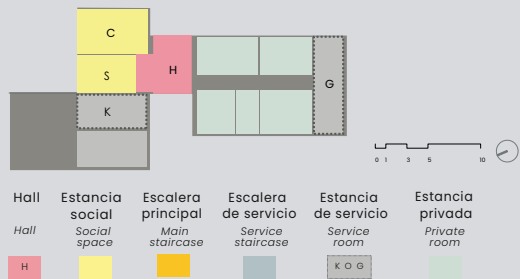 C
S
H
K
G
0 1 3 5 10
Hall
Estancia
social
Escalera
principal
Escalera
de servicio
Estancia
de servicio
Estancia
privada
Hall
Social
space
Main
staircase
Service
staircase
Service
room
Private
room
H
K O G